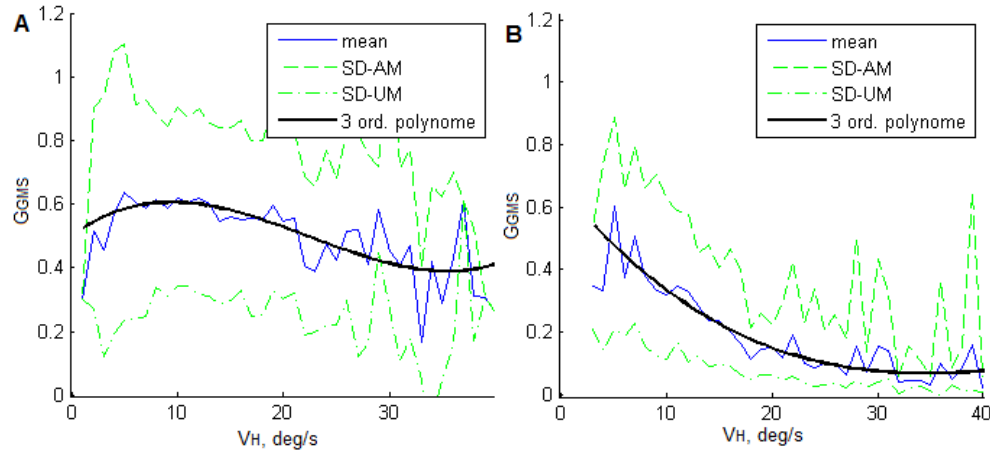 A
1.2
1
0.8
0.6
0.4
0.2
0
0
10
20
30
GGMS
VH, deg/s
mean
SD-AM
SD-UM
3 ord. polynome
B
1.2
1
0.8
0.6
0.4
0.2
0
0
10
20
30
40
GGMS
VH, deg/s
mean
SD-AM
SD-UM
3 ord. polynome